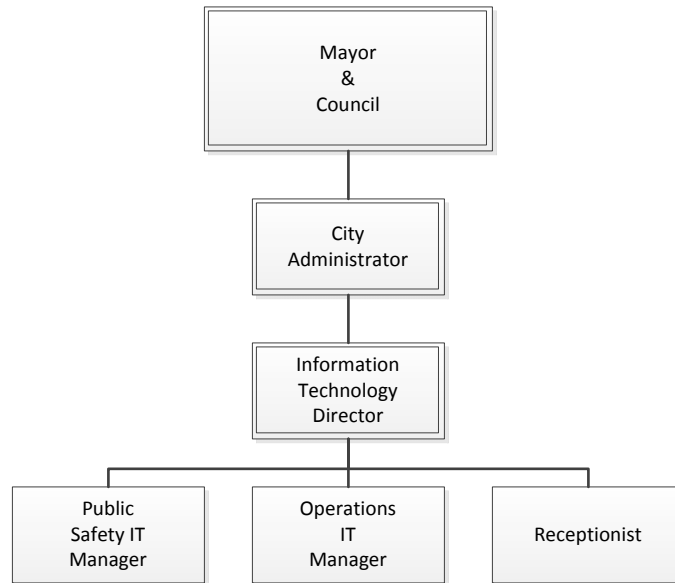 Mayor
&
Council
City
Administrator
Information
Technology
Director
Public
Safety IT
Manager
Operations
IT
Manager
Receptionist